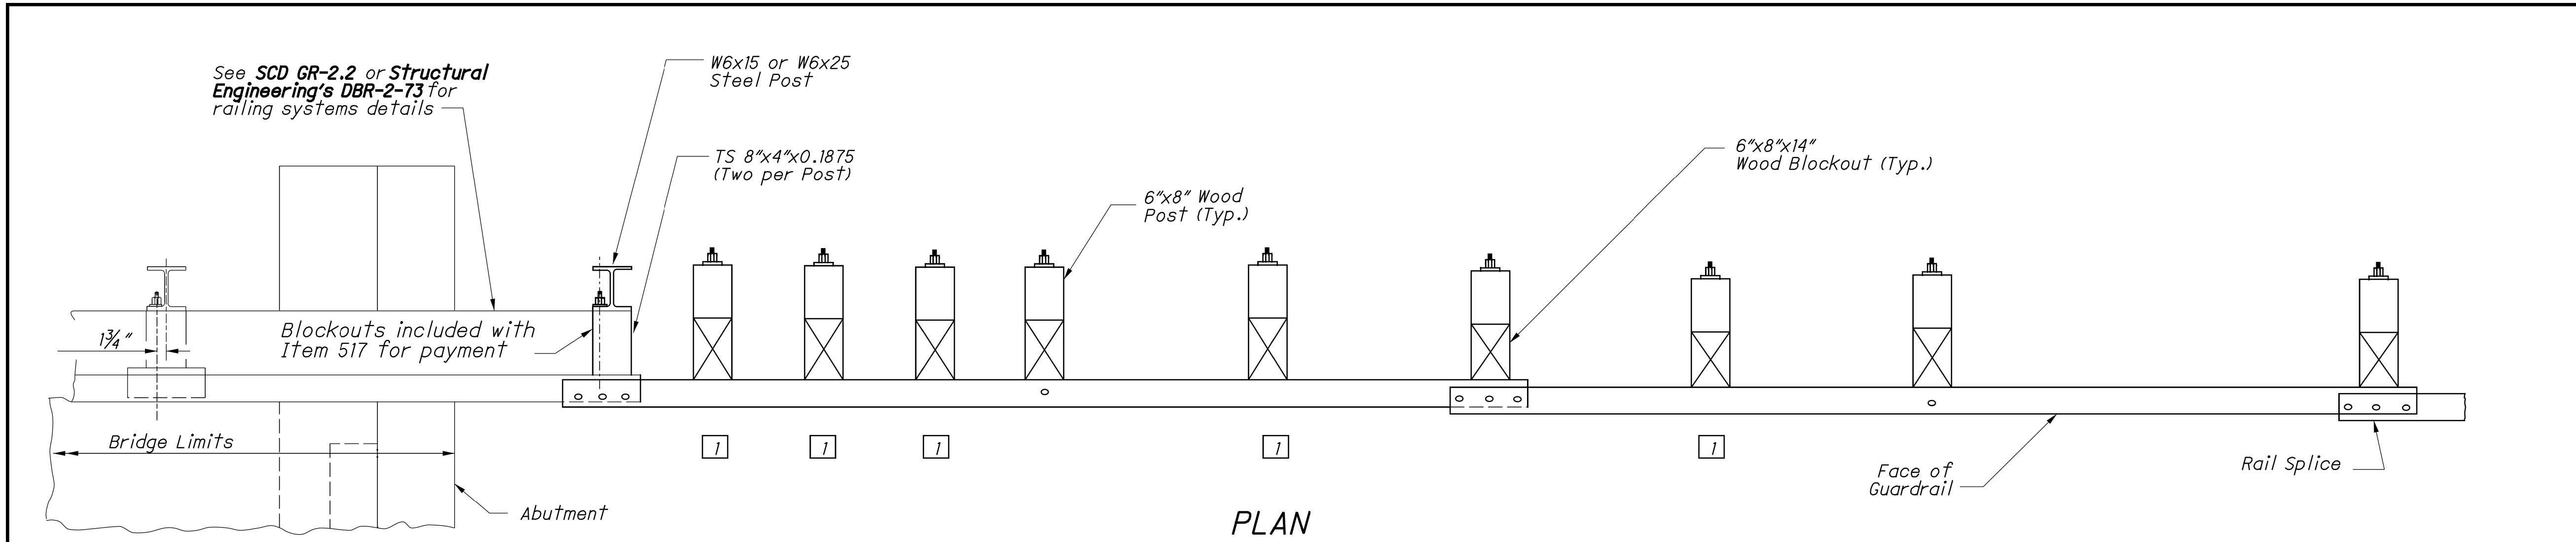 See SCD GR-2.2 or Structural
Engineering's DBR-2-73 for
railing systems details
W6x15 or W6x25
Steel Post
TS 8"x4"x0.1875
(Two per Post)
6"x8" Wood
Post (Typ.)
6"x8"x14"
Wood Blockout (Typ.)
1¾"
Blockouts included with
Item 517 for payment
Bridge Limits
1
1
1
1
1
Face of
Guardrail
Rail Splice
Abutment
PLAN